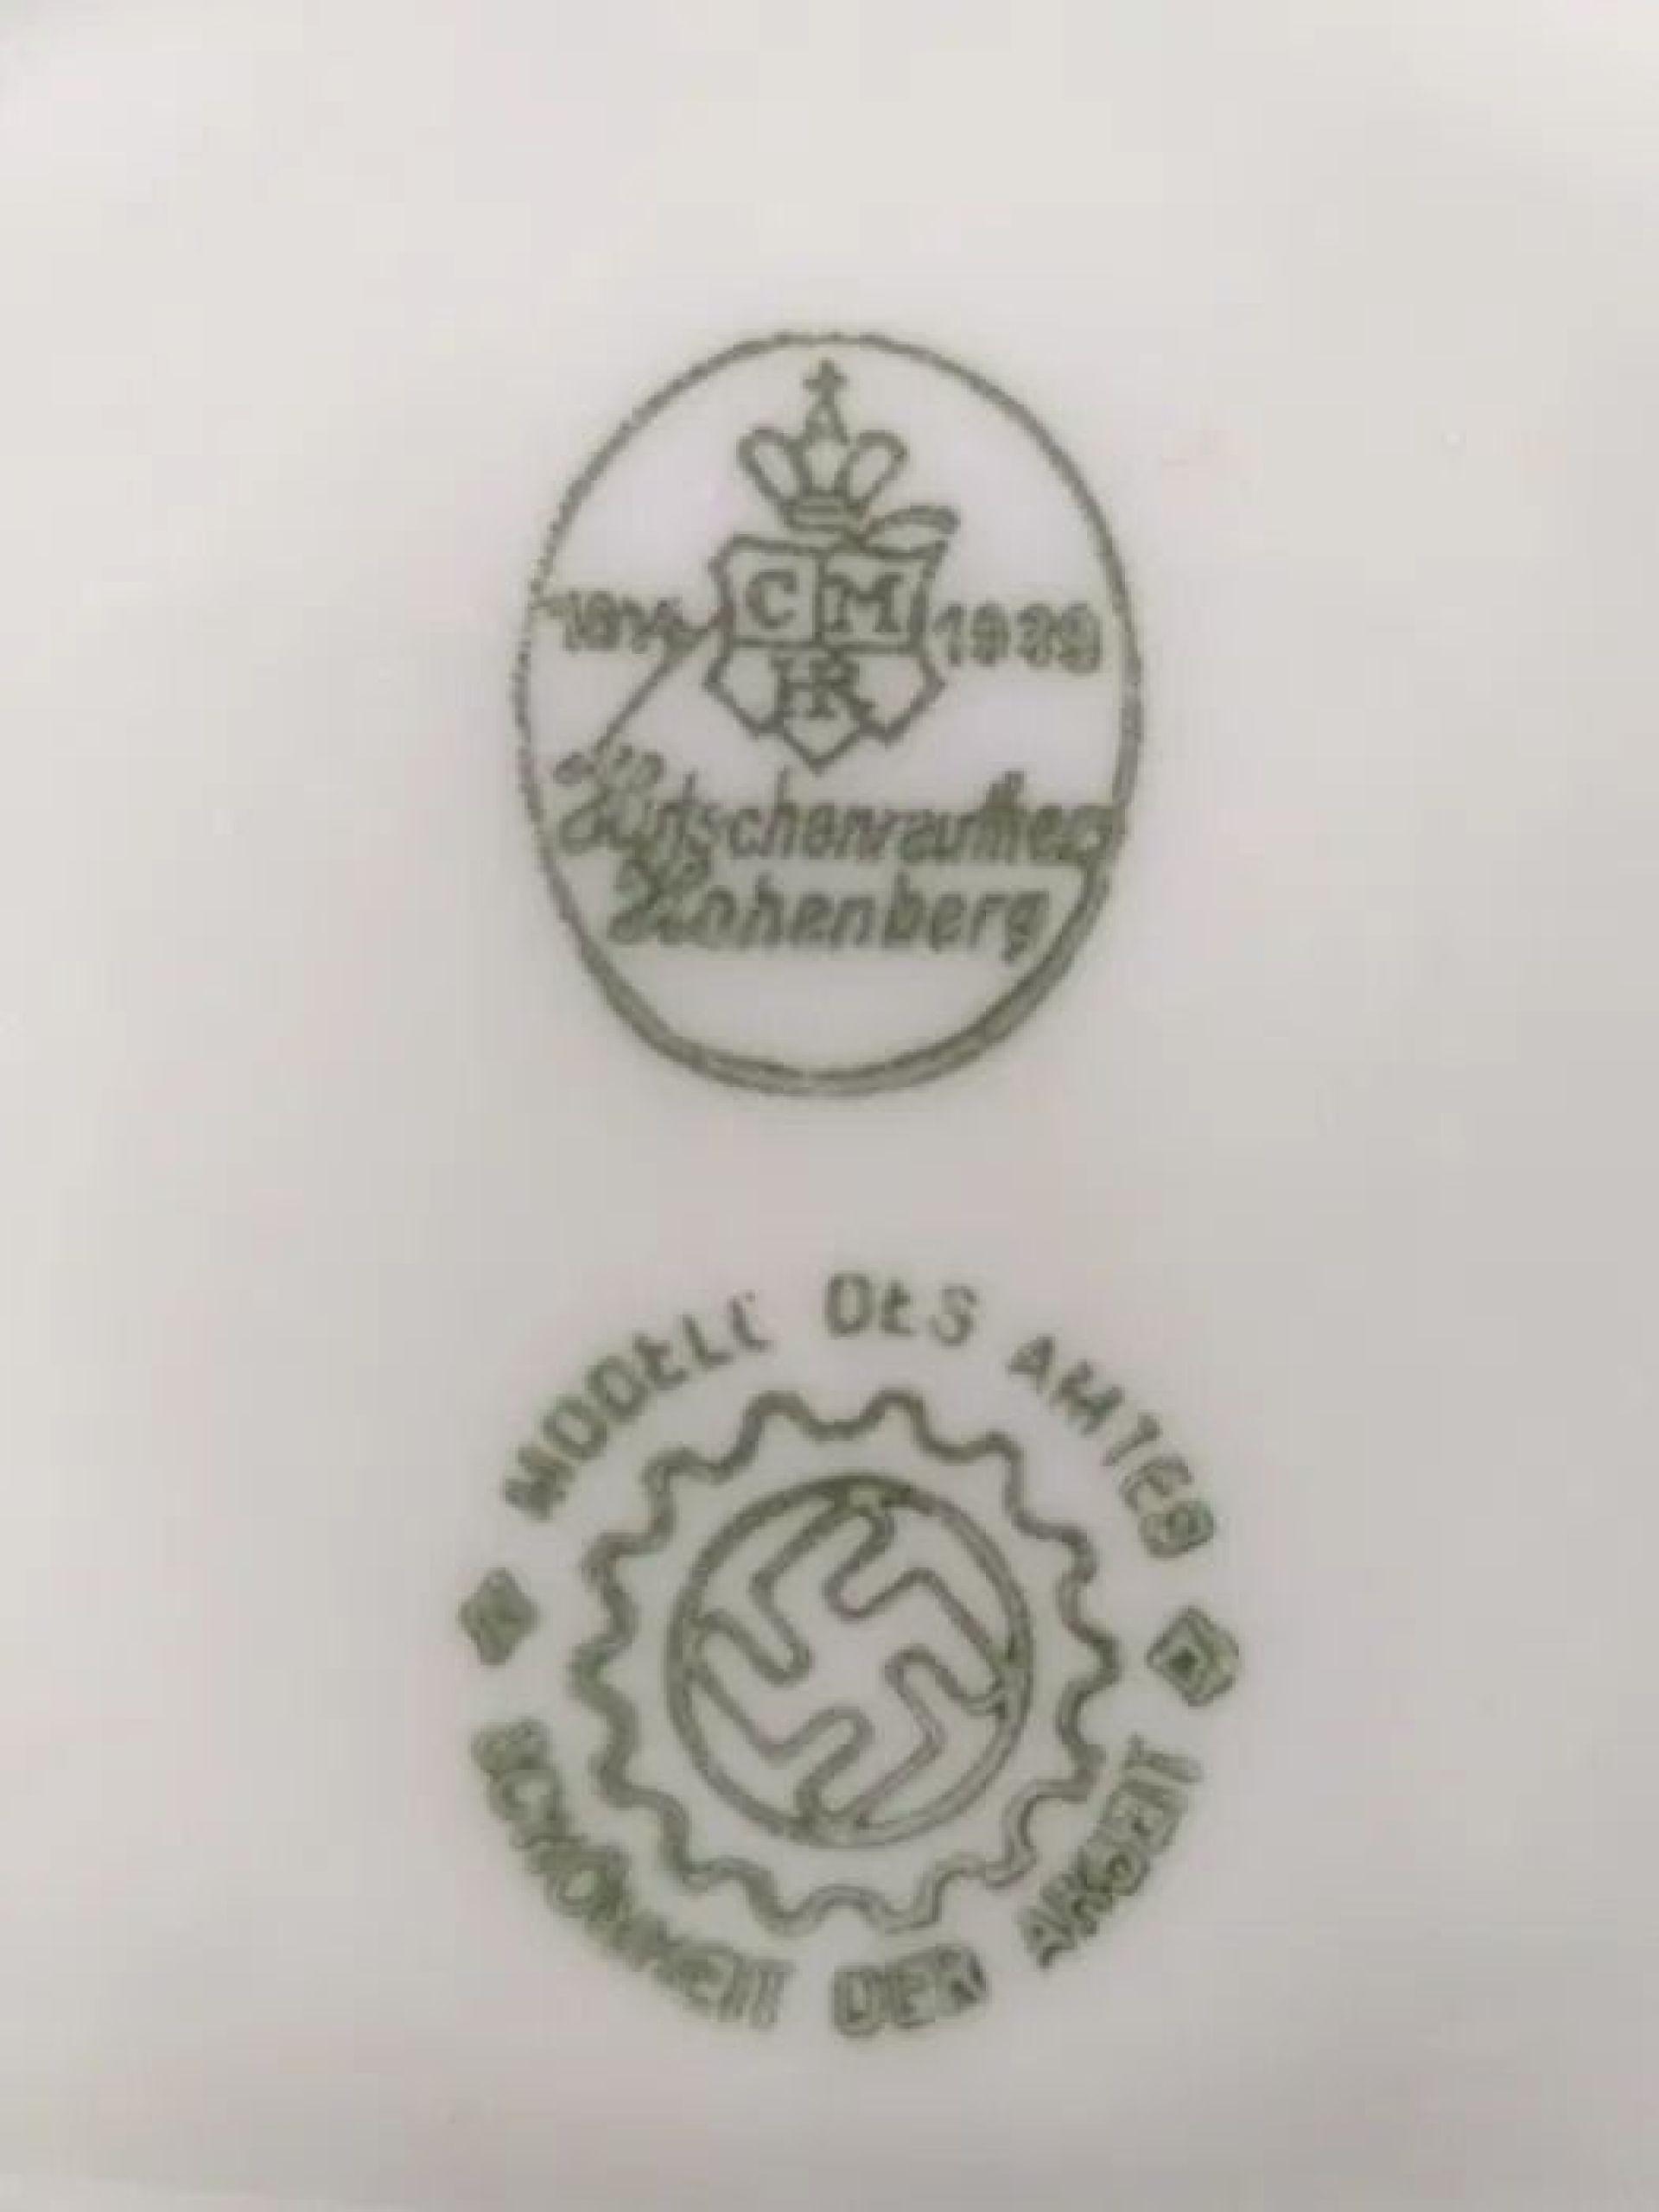 C M
HR
1814 1939
Hutschenreuther
Hohenberg
MODELL DES AMTES
SCHÖNHEIT DER ARBEIT